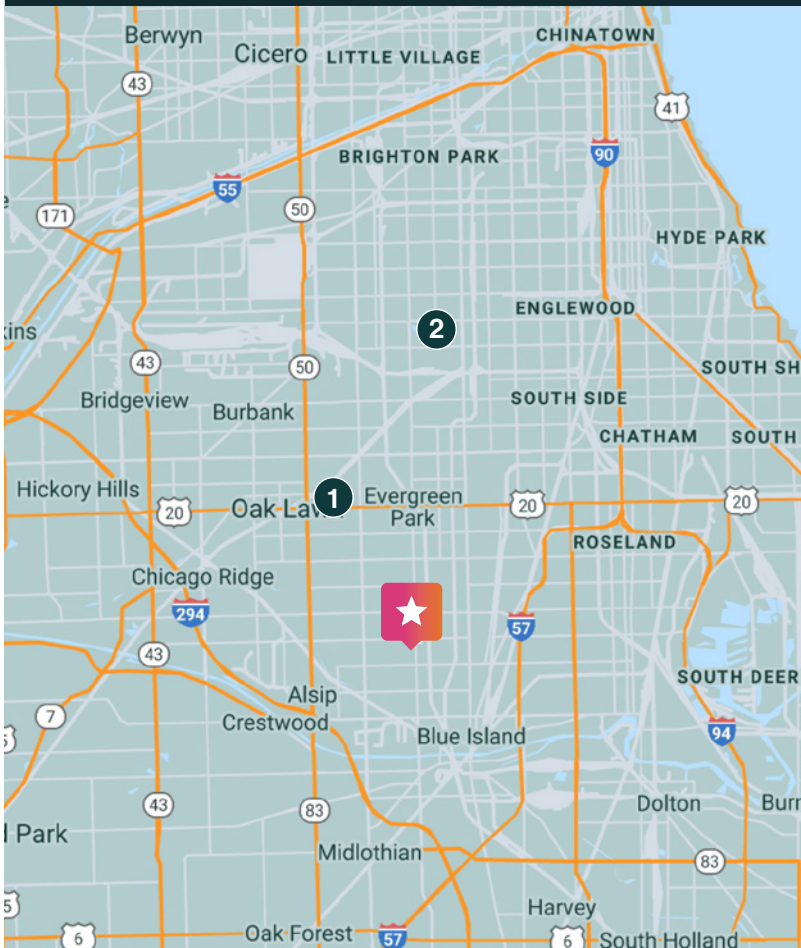 Berwyn
Cicero
LITTLE VILLAGE
CHINATOWN
43
41
BRIGHTON PARK
90
55
171
50
HYDE PARK
kins
2
ENGLEWOOD
43
50
SOUTH SH
Bridgeview
Burbank
SOUTH SIDE
CHATHAM
SOUTH
Hickory Hills
20
Oak Law
1
Evergreen
Park
20
20
ROSELAND
Chicago Ridge
294
57
43
SOUTH DEER
Alsip
7
Crestwood
Blue Island
94
5
43
83
Dolton
Burn
d Park
Midlothian
83
5
Harvey
6
Oak Forest
57
6
South Holland